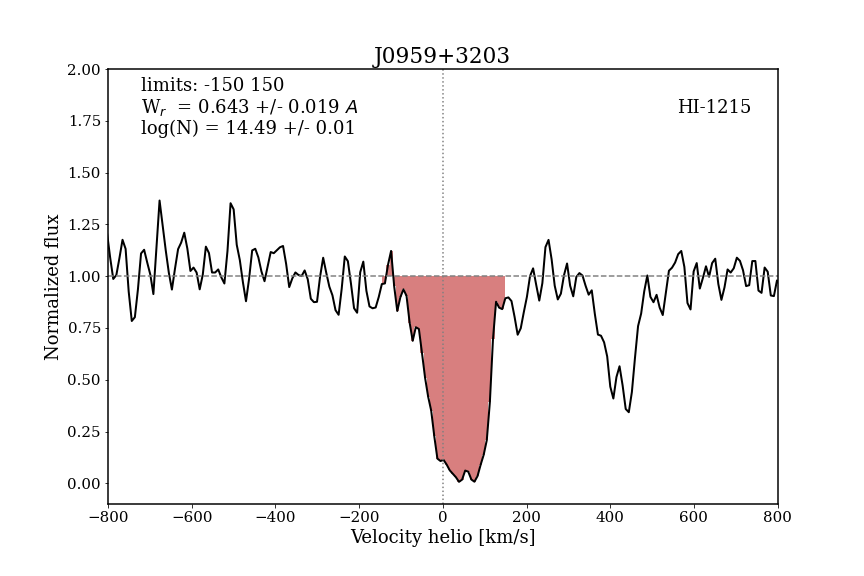 J0959+3203
limits: -150 150
Wr = 0.643 +/- 0.019 A
log(N) = 14.49 +/- 0.01
HI-1215
Normalized flux
2.00
1.75
1.50
1.25
1.00
0.75
0.50
0.25
0.00
−800 −600 −400 −200 0 200 400 600 800
Velocity helio [km/s]